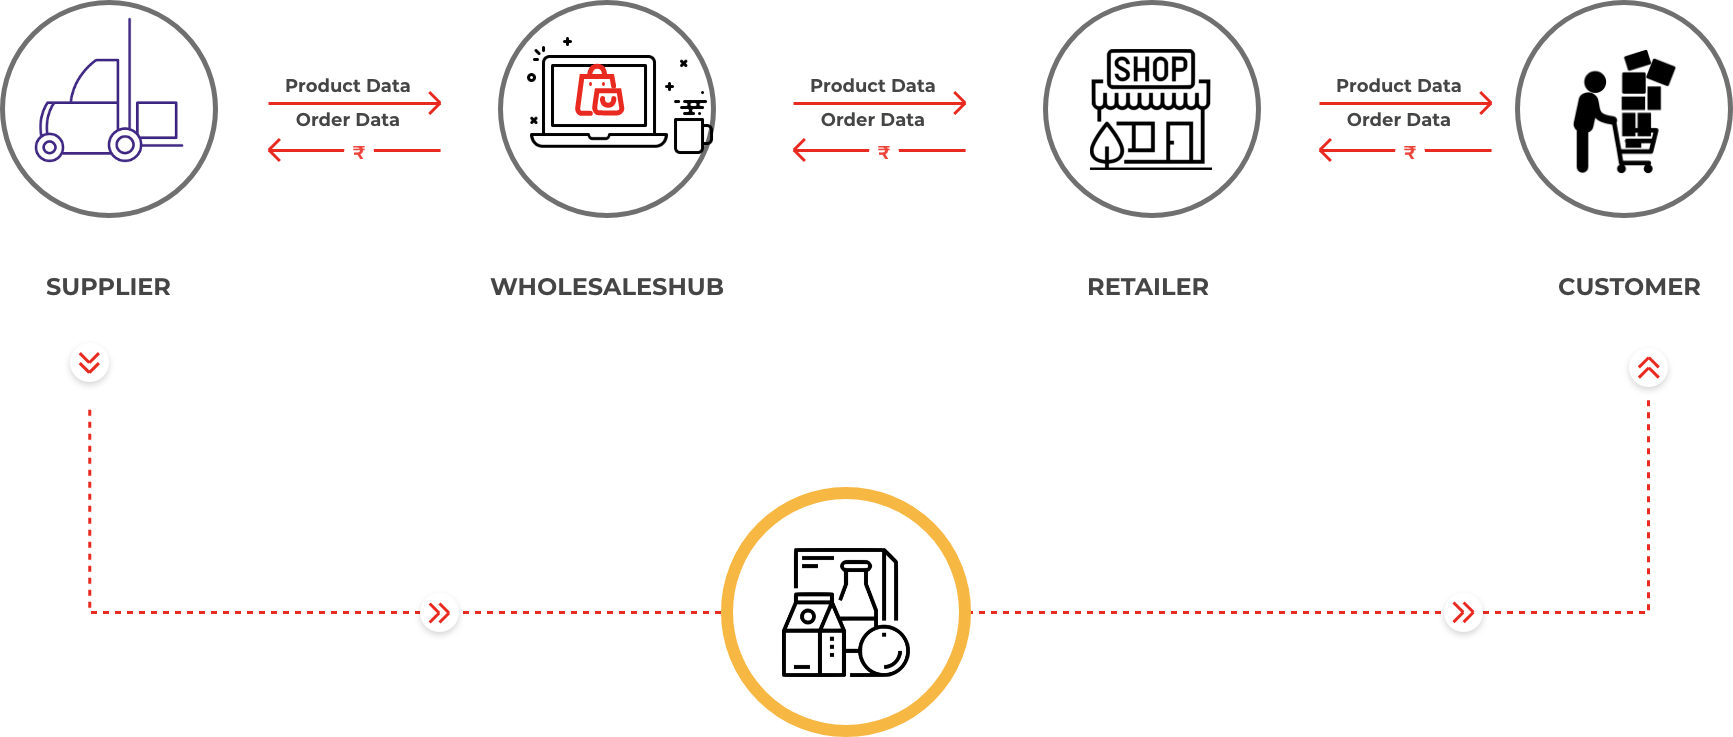 SHOP
Product Data
Order Data
₹
Product Data
Order Data
₹
Product Data
Order Data
₹
SUPPLIER
WHOLESALESHUB
RETAILER
CUSTOMER